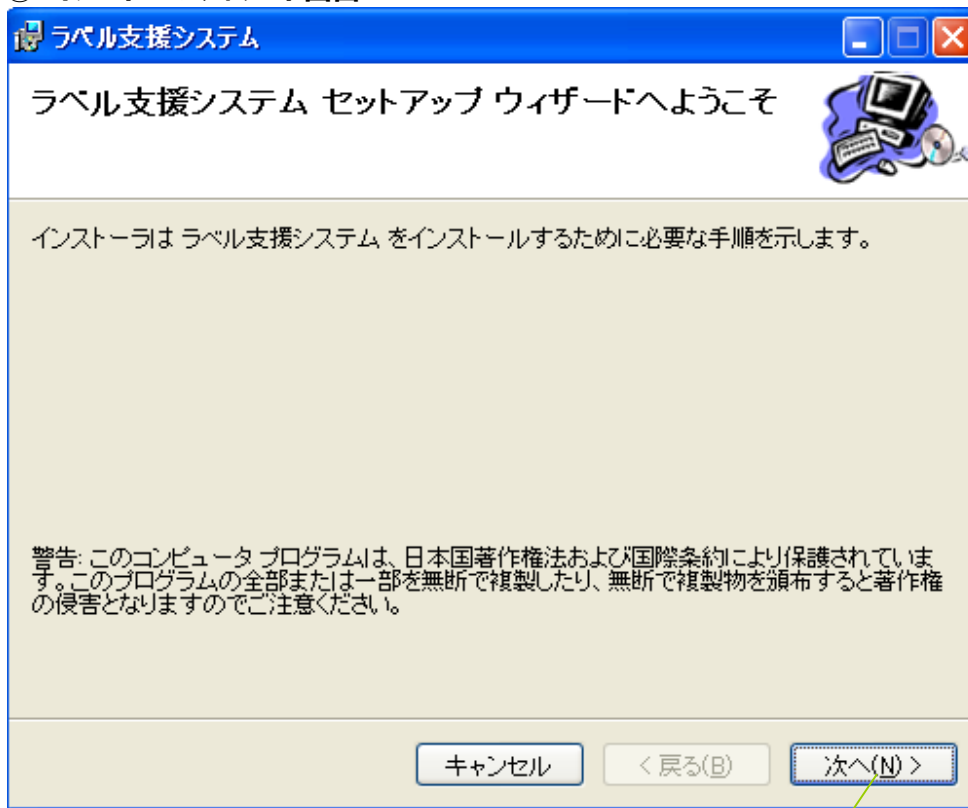 ラベル支援システム
ラベル支援システム セットアップ ウィザードへようこそ
インストーラは ラベル支援システム をインストールするために必要な手順を示します。
警告: このコンピュータ プログラムは、日本国著作権法および国際条約により保護されていま
す。このプログラムの全部または一部を無断で複製したり、無断で複製物を頒布すると著作権
の侵害となりますのでご注意ください。
キャンセル
< 戻る(B)
次へ(N) >